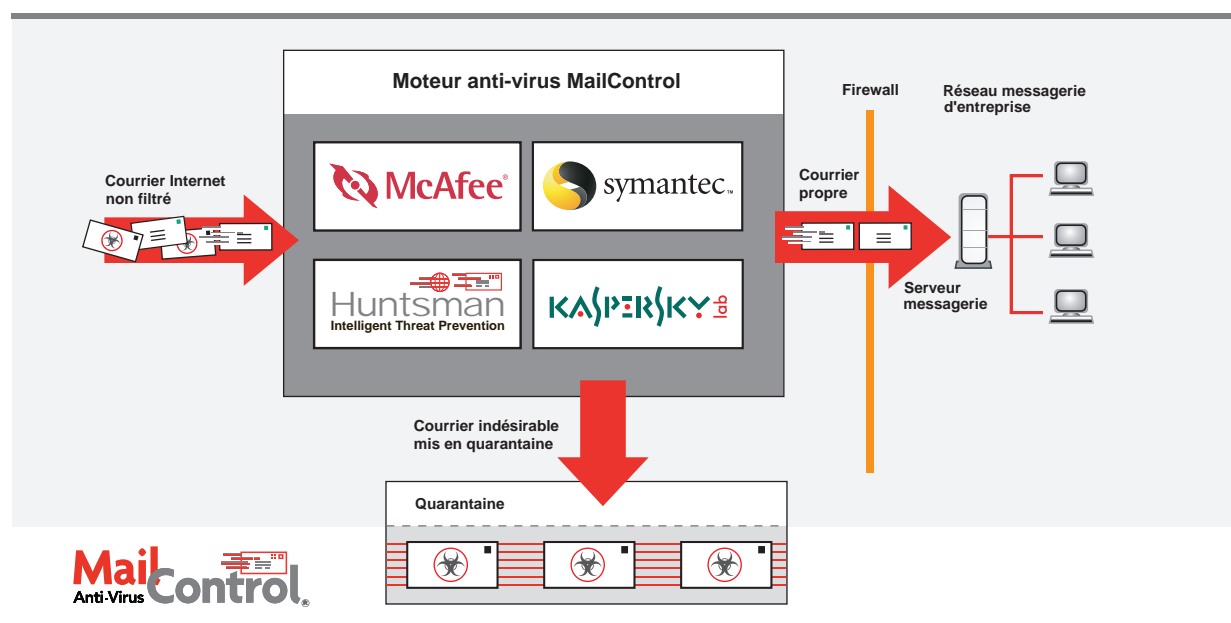 Moteur anti-virus MailControl
Firewall
Réseau messagerie
d'entreprise
Courrier Internet
non filtré
McAfee®
symantec™
Courrier
propre
Huntsman
Intelligent Threat Prevention
KASPERSKY lab
Serveur
messagerie
Courrier indésirable
mis en quarantaine
Quarantaine
Mail Control®
Anti-Virus